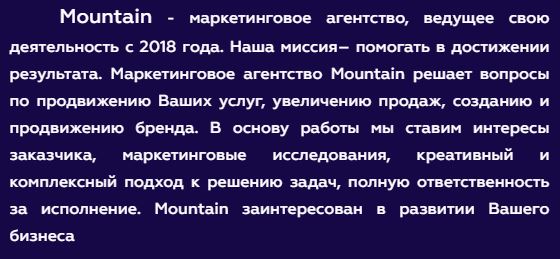 Mountain - маркетинговое агентство, ведущее свою
деятельность с 2018 года. Наша миссия– помогать в достижении
результата. Маркетинговое агентство Mountain решает вопросы
по продвижению Ваших услуг, увеличению продаж, созданию и
продвижению бренда. В основу работы мы ставим интересы
заказчика, маркетинговые исследования, креативный и
комплексный подход к решению задач, полную ответственность
за исполнение. Mountain заинтересован в развитии Вашего
бизнеса